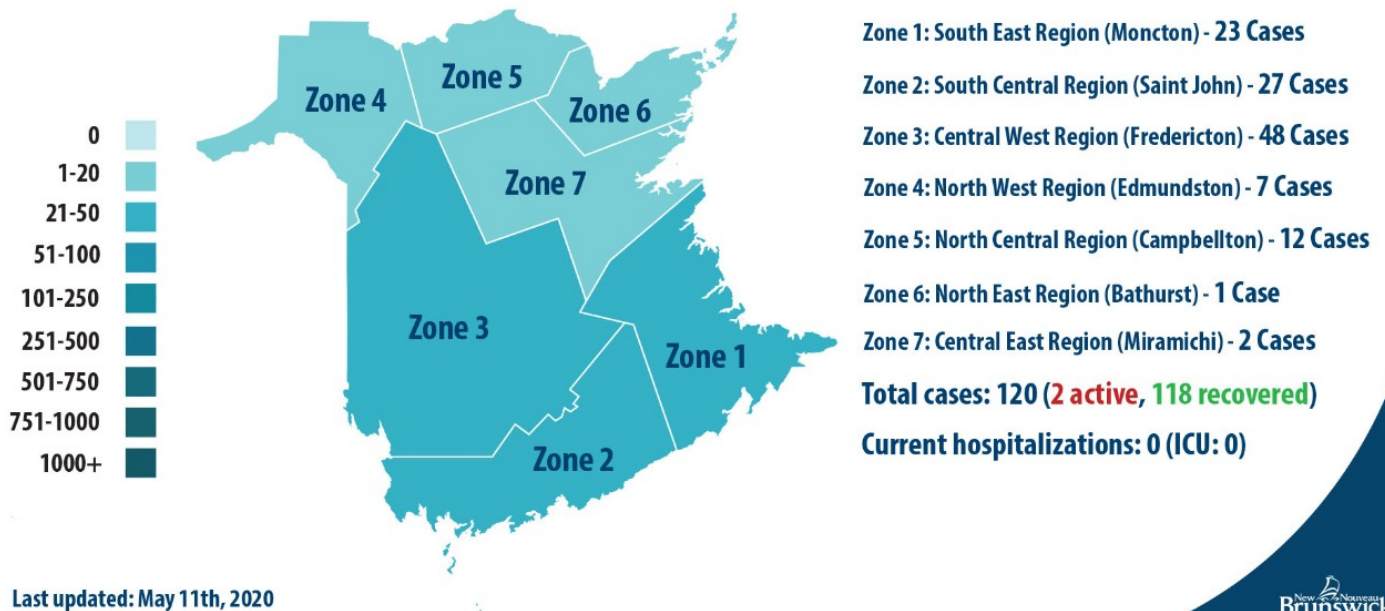 Zone 1: South East Region (Moncton) - 23 Cases
Zone 2: South Central Region (Saint John) - 27 Cases
Zone 3: Central West Region (Fredericton) - 48 Cases
Zone 4: North West Region (Edmundston) - 7 Cases
Zone 5: North Central Region (Campbellton) - 12 Cases
Zone 6: North East Region (Bathurst) - 1 Case
Zone 7: Central East Region (Miramichi) - 2 Cases
Total cases: 120 (2 active, 118 recovered)
Current hospitalizations: 0 (ICU: 0)
Zone 4
Zone 5
Zone 6
Zone 7
Zone 3
Zone 1
Zone 2
0
1-20
21-50
51-100
101-250
251-500
501-750
751-1000
1000+
Last updated: May 11th, 2020
New Nouveau
Brunswick